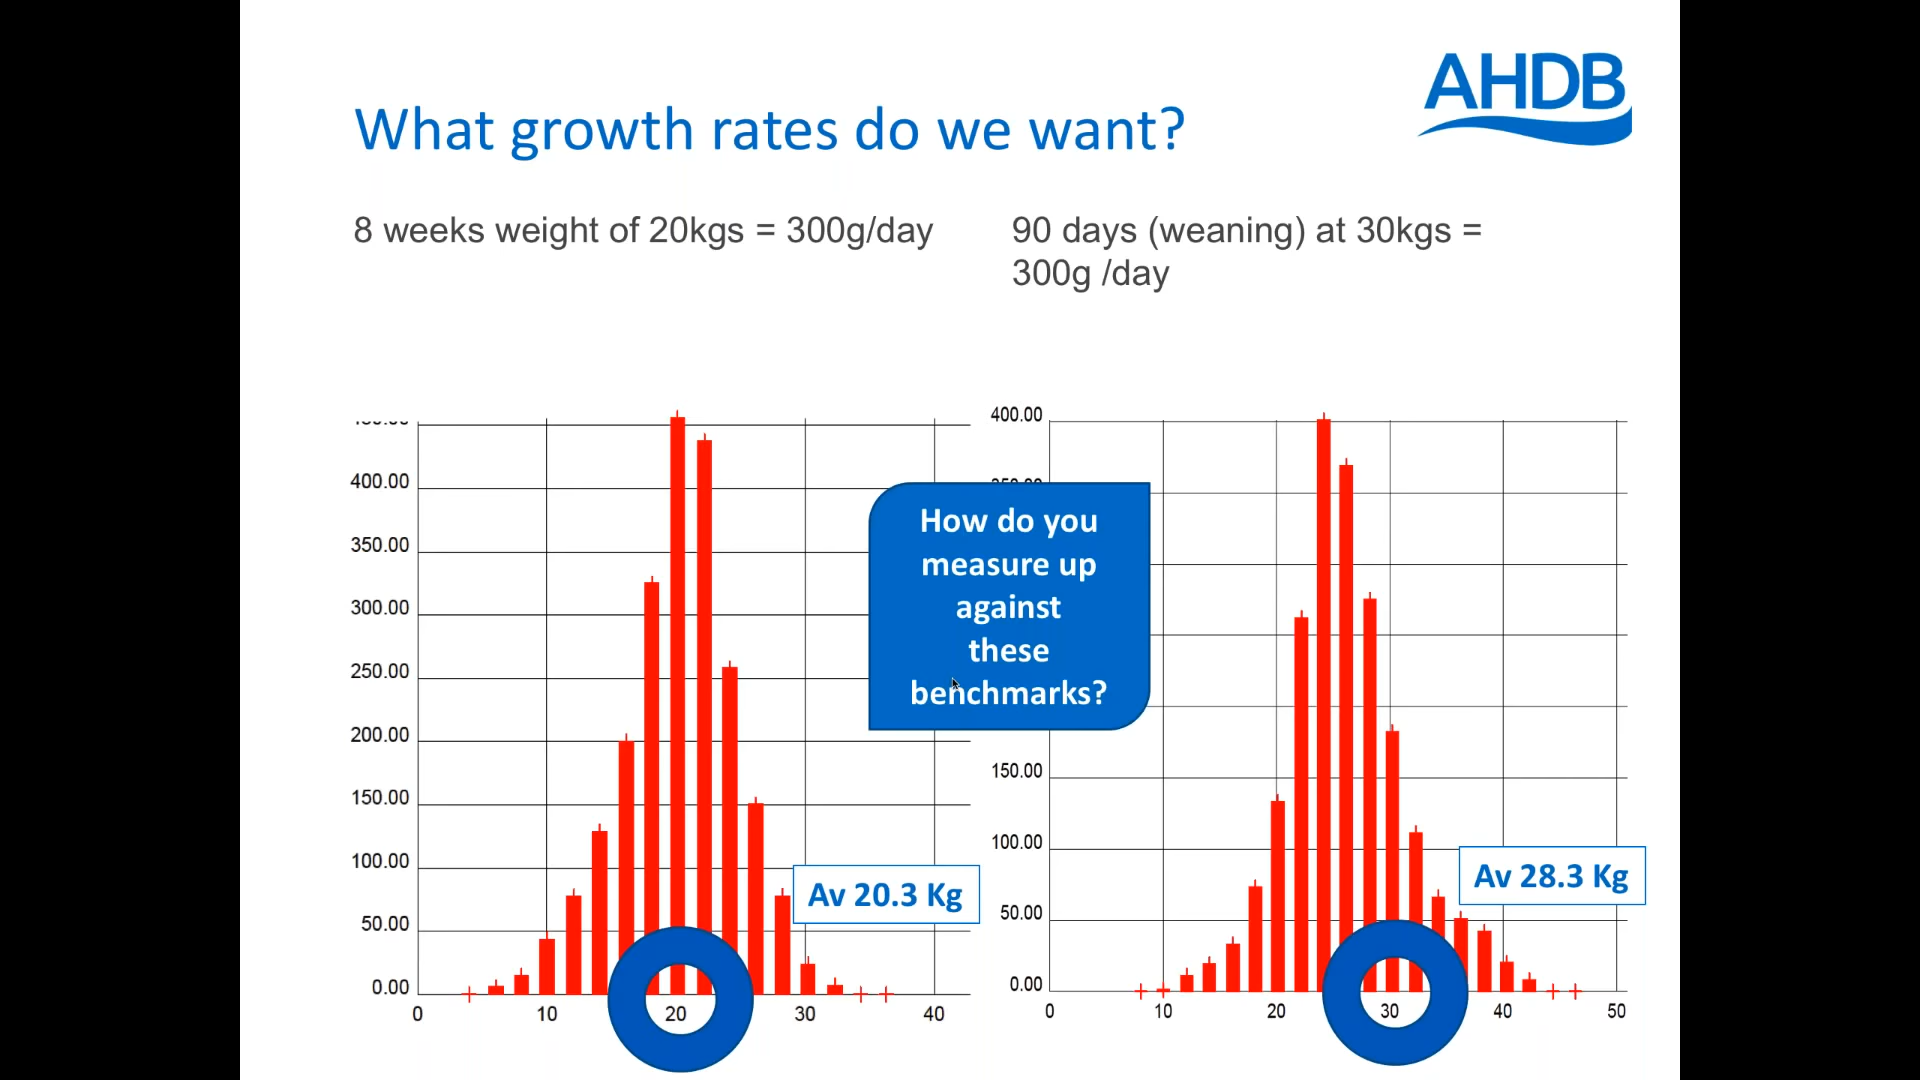 AHDB
What growth rates do we want?
8 weeks weight of 20kgs = 300g/day
90 days (weaning) at 30kgs =
300g /day
400.00
350.00
300.00
250.00
200.00
150.00
100.00
50.00
0.00
0 10 20 30 40
Av 20.3 Kg
How do you
measure up
against
these
benchmarks?
400.00
150.00
100.00
50.00
0.00
0 10 20 30 40 50
Av 28.3 Kg